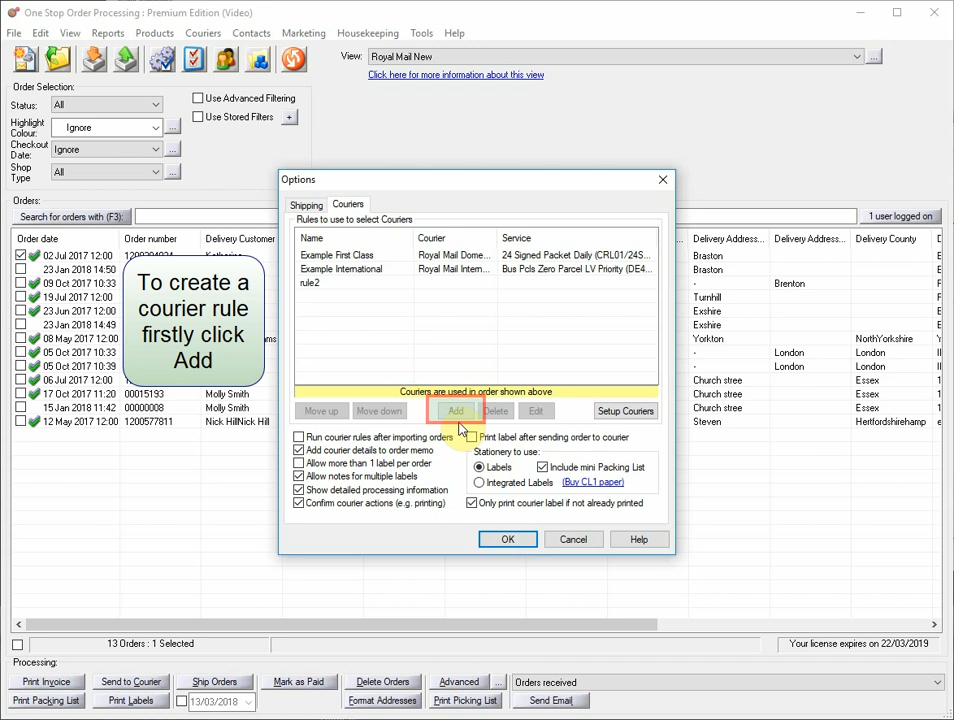 One Stop Order Processing : Premium Edition (Video)
File Edit View Reports Products Couriers Contacts Marketing Housekeeping Tools Help
View: Royal Mail New ...
Click here for more information about this view
Order Selection:
Status: All
Use Advanced Filtering
Highlight Colour: Ignore ...
Use Stored Filters +
Checkout Date: Ignore ...
Shop Type All ...
Orders:
Search for orders with (F3):
1 user logged on
Order date Order number Delivery Customer Delivery Address... Delivery Address... Delivery County
02 Jul 2017 12:00 Braston
23 Jan 2018 14:50 Braston
09 Oct 2017 10:33 . Brenton
19 Jul 2017 12:00 Turnhill
23 Jun 2017 12:00 Exshire
23 Jan 2018 14:49 Exshire
08 May 2017 12:00 Yorkton NorthYorkshire
05 Oct 2017 10:33 . London London
05 Oct 2017 10:39 . London London
06 Jul 2017 12:00 Church stree Essex
17 Oct 2017 11:20 00015193 Molly Smith Church stree Essex
15 Jan 2018 11:42 00000008 Molly Smith Church stree Essex
12 May 2017 12:00 1200577811 Nick HillNick Hill Steven Hertfordshirehampt
To create a
courier rule
firstly click
Add
Options
Shipping Couriers
Rules to use to select Couriers
Name Courier Service
Example First Class Royal Mail Dome... 24 Signed Packet Daily (CRL01/24S...
Example International Royal Mail Intern... Bus Pcls Zero Parcel LV Priority (DE4...
rule2
Couriers are used in order shown above
Move up Move down Add Delete Edit Setup Couriers
Run courier rules after importing orders
Print label after sending order to courier
Add courier details to order memo
Stationery to use:
Allow more than 1 label per order
Labels Include mini Packing List
Allow notes for multiple labels
Integrated Labels (Buy CL1 paper)
Show detailed processing information
Confirm courier actions (e.g. printing)
Only print courier label if not already printed
OK Cancel Help
13 Orders : 1 Selected
Your license expires on 22/03/2019
Processing:
Print Invoice Send to Courier Ship Orders Mark as Paid Delete Orders Advanced ... Orders received
Print Packing List Print Labels 13/03/2018 Format Addresses Print Picking List Send Email